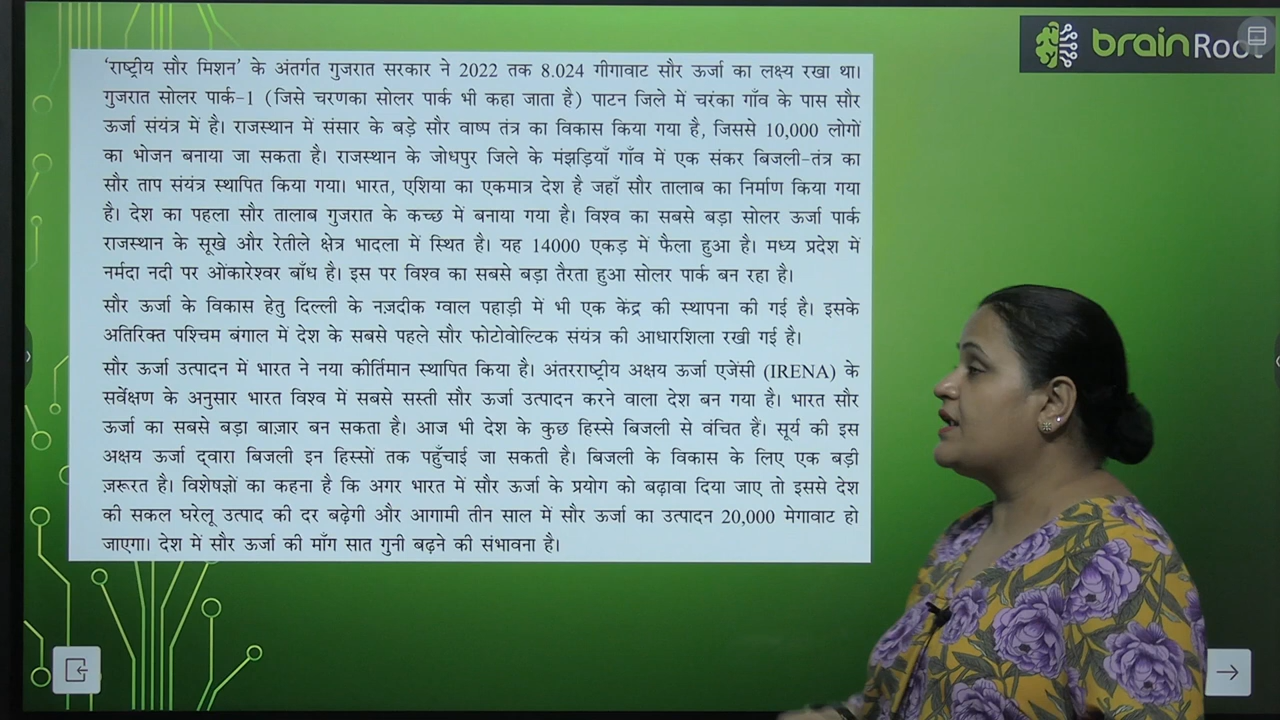 brainRoot
'राष्ट्रीय सौर मिशन' के अंतर्गत गुजरात सरकार ने 2022 तक 8.024 गीगावाट सौर ऊर्जा का लक्ष्य रखा था।
गुजरात सोलर पार्क-1 (जिसे चरणका सोलर पार्क भी कहा जाता है) पाटन जिले में चरंका गाँव के पास सौर
ऊर्जा संयंत्र में है। राजस्थान में संसार के बड़े सौर वाष्प तंत्र का विकास किया गया है, जिससे 10,000 लोगों
का भोजन बनाया जा सकता है। राजस्थान के जोधपुर जिले के मंझड़ियाँ गाँव में एक संकर बिजली-तंत्र का
सौर ताप संयंत्र स्थापित किया गया। भारत, एशिया का एकमात्र देश है जहाँ सौर तालाब का निर्माण किया गया
है। देश का पहला सौर तालाब गुजरात के कच्छ में बनाया गया है। विश्व का सबसे बड़ा सोलर ऊर्जा पार्क
राजस्थान के सूखे और रेतीले क्षेत्र भादला में स्थित है। यह 14000 एकड़ में फैला हुआ है। मध्य प्रदेश में
नर्मदा नदी पर ओंकारेश्वर बाँध है। इस पर विश्व का सबसे बड़ा तैरता हुआ सोलर पार्क बन रहा है।
सौर ऊर्जा के विकास हेतु दिल्ली के नज़दीक ग्वाल पहाड़ी में भी एक केंद्र की स्थापना की गई है। इसके
अतिरिक्त पश्चिम बंगाल में देश के सबसे पहले सौर फोटोवोल्टिक संयंत्र की आधारशिला रखी गई है।
सौर ऊर्जा उत्पादन में भारत ने नया कीर्तिमान स्थापित किया है। अंतरराष्ट्रीय अक्षय ऊर्जा एजेंसी (IRENA) के
सर्वेक्षण के अनुसार भारत विश्व में सबसे सस्ती सौर ऊर्जा उत्पादन करने वाला देश बन गया है। भारत सौर
ऊर्जा का सबसे बड़ा बाज़ार बन सकता है। आज भी देश के कुछ हिस्से बिजली से वंचित हैं। सूर्य की इस
अक्षय ऊर्जा द्वारा बिजली इन हिस्सों तक पहुँचाई जा सकती है। बिजली के विकास के लिए एक बड़ी
ज़रूरत है। विशेषज्ञों का कहना है कि अगर भारत में सौर ऊर्जा के प्रयोग को बढ़ावा दिया जाए तो इससे देश
की सकल घरेलू उत्पाद की दर बढ़ेगी और आगामी तीन साल में सौर ऊर्जा का उत्पादन 20,000 मेगावाट हो
जाएगा। देश में सौर ऊर्जा की माँग सात गुनी बढ़ने की संभावना है।